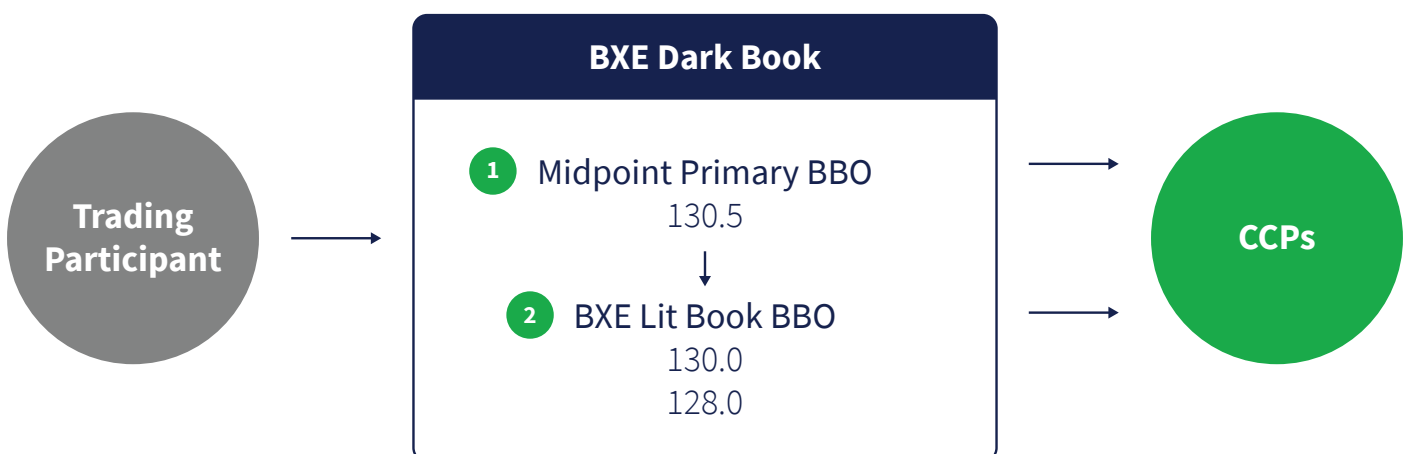 BXE Dark Book
Trading
Participant
1 Midpoint Primary BBO
130.5
2 BXE Lit Book BBO
130.0
128.0
CCPs